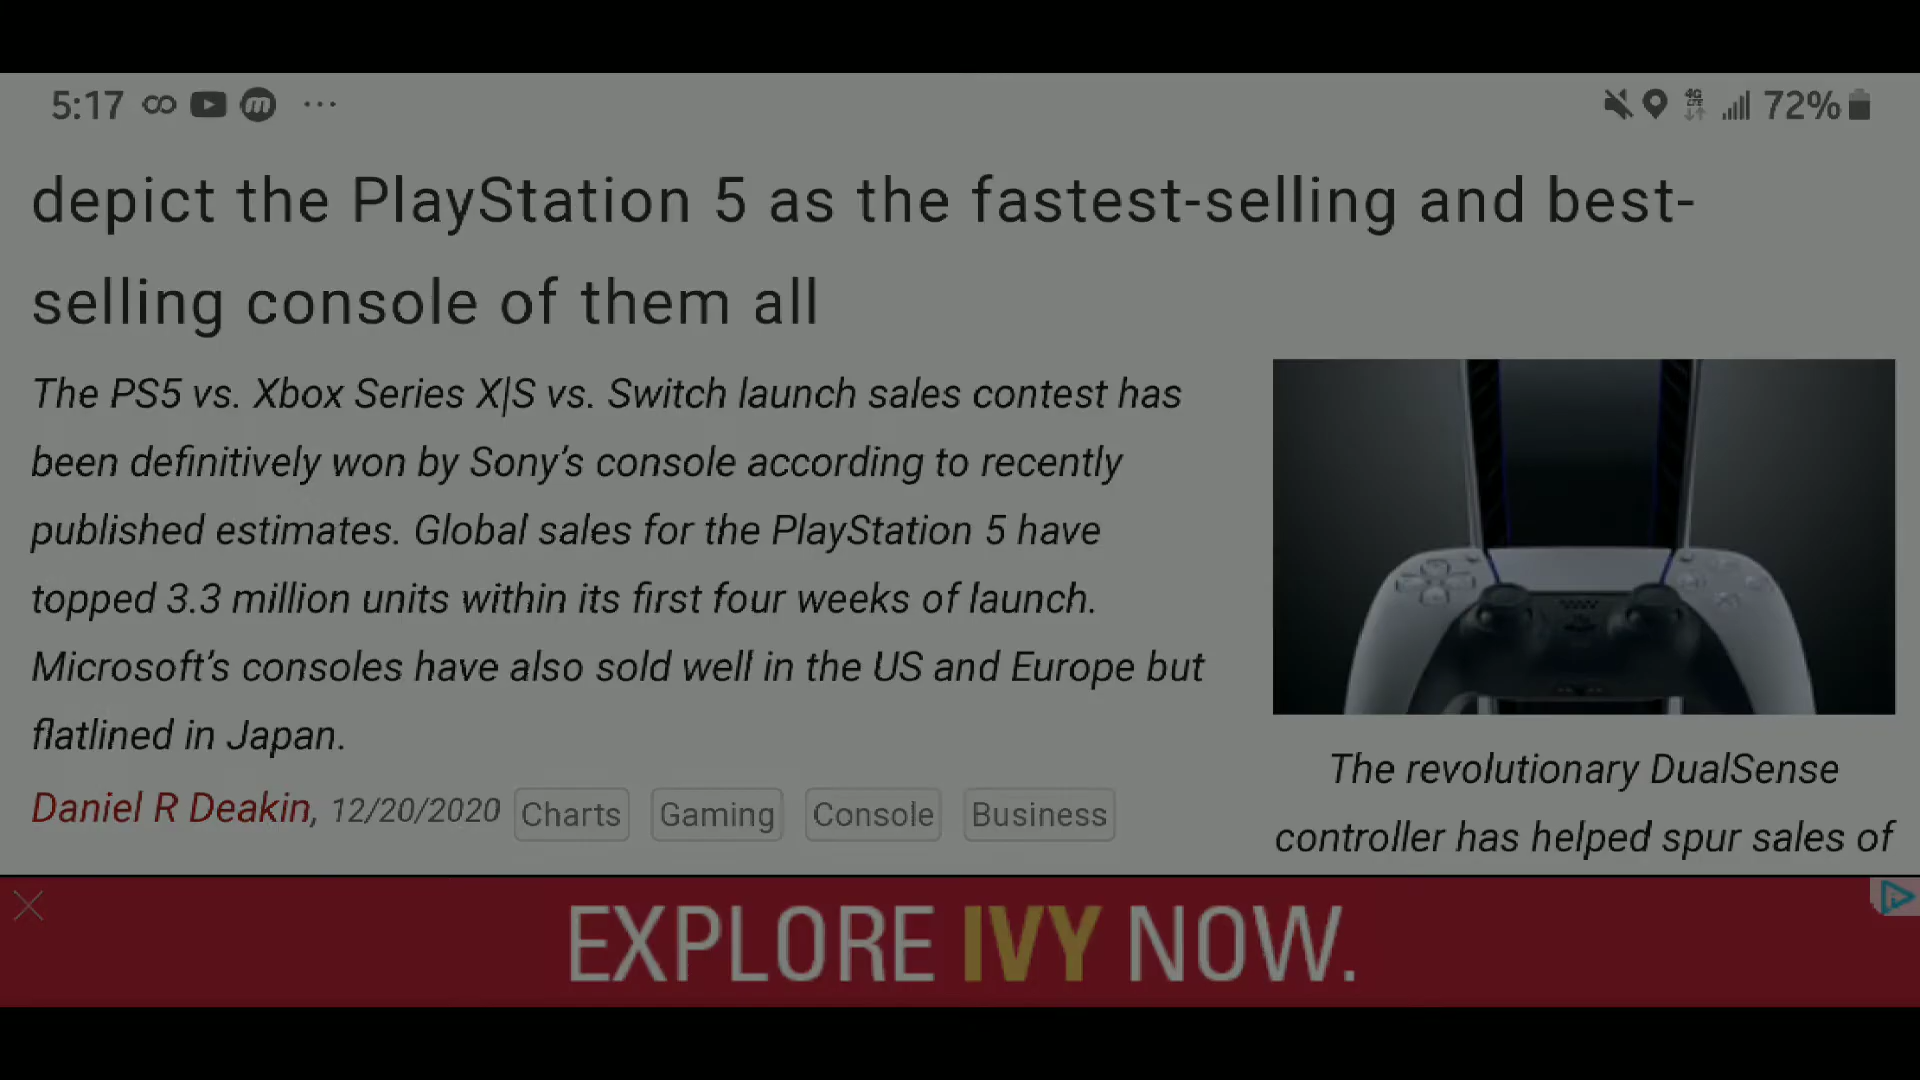 5:17
4G LTE 72%
depict the PlayStation 5 as the fastest-selling and best-
selling console of them all
The PS5 vs. Xbox Series X|S vs. Switch launch sales contest has
been definitively won by Sony’s console according to recently
published estimates. Global sales for the PlayStation 5 have
topped 3.3 million units within its first four weeks of launch.
Microsoft’s consoles have also sold well in the US and Europe but
flatlined in Japan.
Daniel R Deakin, 12/20/2020 Charts Gaming Console Business
The revolutionary DualSense
controller has helped spur sales of
EXPLORE IVY NOW.